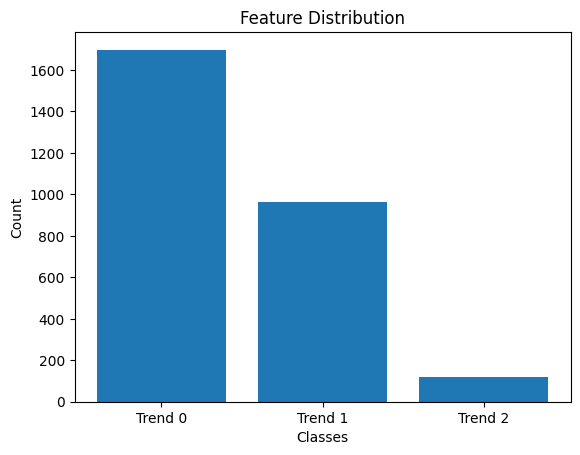 Feature Distribution
Count
1600
1400
1200
1000
800
600
400
200
0
Trend 0 Trend 1 Trend 2
Classes